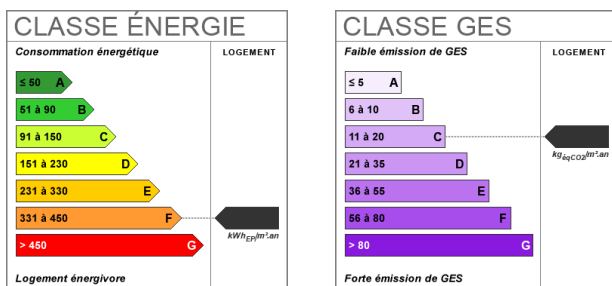 CLASSE ÉNERGIE
Consommation énergétique
LOGEMENT
≤ 50 A
51 à 90 B
91 à 150 C
151 à 230 D
231 à 330 E
331 à 450 F
kWhEP/m².an
> 450 G
Logement énergivore
CLASSE GES
Faible émission de GES
LOGEMENT
≤ 5 A
6 à 10 B
11 à 20 C
kgéqCO2/m².an
21 à 35 D
36 à 55 E
56 à 80 F
> 80 G
Forte émission de GES